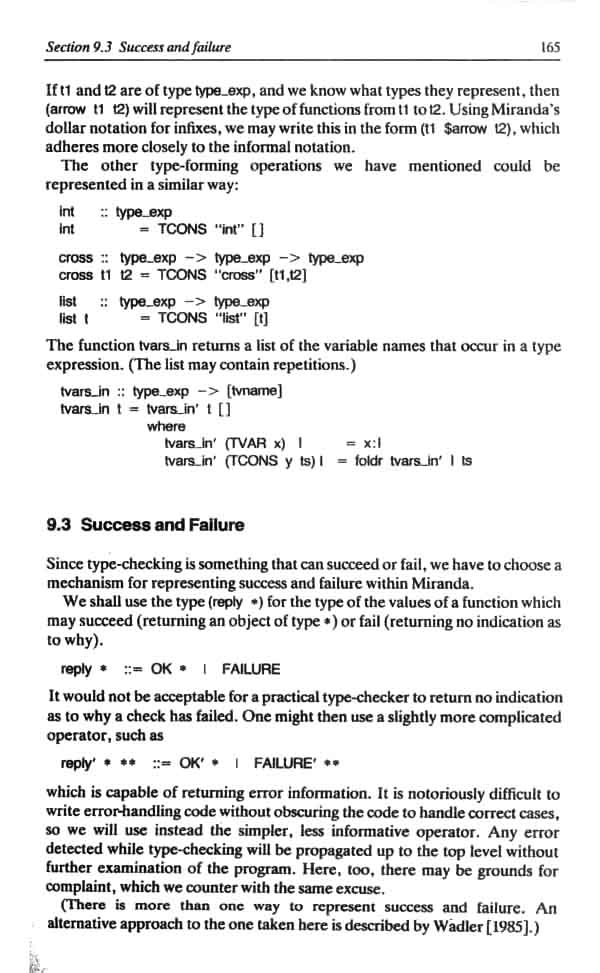 Section 9.3 Success and failure 165
If t1 and t2 are of type type_exp, and we know what types they represent, then
(arrow t1 t2) will represent the type of functions from t1 to t2. Using Miranda's
dollar notation for infixes, we may write this in the form (t1 $arrow t2), which
adheres more closely to the informal notation.
The other type-forming operations we have mentioned could be
represented in a similar way:
int :: type_exp
int = TCONS "int" []
cross :: type_exp -> type_exp -> type_exp
cross t1 t2 = TCONS "cross" [t1,t2]
list :: type_exp -> type_exp
list t = TCONS "list" [t]
The function tvars_in returns a list of the variable names that occur in a type
expression. (The list may contain repetitions.)
tvars_in :: type_exp -> [tvname]
tvars_in t = tvars_in' t []
where
tvars_in' (TVAR x) l = x:l
tvars_in' (TCONS y ts) l = foldr tvars_in' l ts
9.3 Success and Failure
Since type-checking is something that can succeed or fail, we have to choose a
mechanism for representing success and failure within Miranda.
We shall use the type (reply *) for the type of the values of a function which
may succeed (returning an object of type *) or fail (returning no indication as
to why).
reply * ::= OK * | FAILURE
It would not be acceptable for a practical type-checker to return no indication
as to why a check has failed. One might then use a slightly more complicated
operator, such as
reply' * ** ::= OK' * | FAILURE' **
which is capable of returning error information. It is notoriously difficult to
write error-handling code without obscuring the code to handle correct cases,
so we will use instead the simpler, less informative operator. Any error
detected while type-checking will be propagated up to the top level without
further examination of the program. Here, too, there may be grounds for
complaint, which we counter with the same excuse.
(There is more than one way to represent success and failure. An
alternative approach to the one taken here is described by Wadler [1985].)